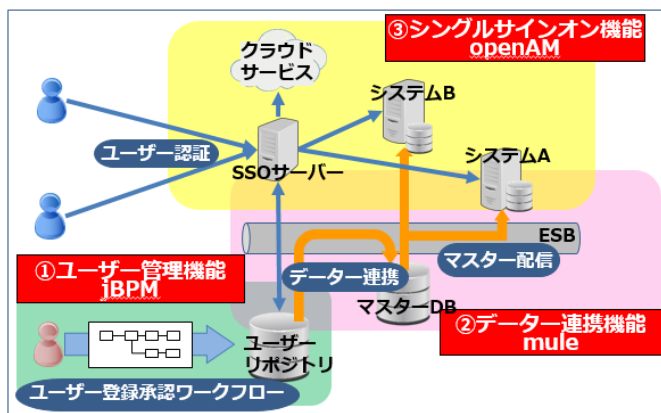 ③シングルサインオン機能
openAM
クラウド
サービス
システムB
システムA
ユーザー認証
SSOサーバー
ESB
①ユーザー管理機能
jBPM
データー連携
マスター配信
マスターDB
②データー連携機能
mule
ユーザー
リポジトリ
ユーザー登録承認ワークフロー